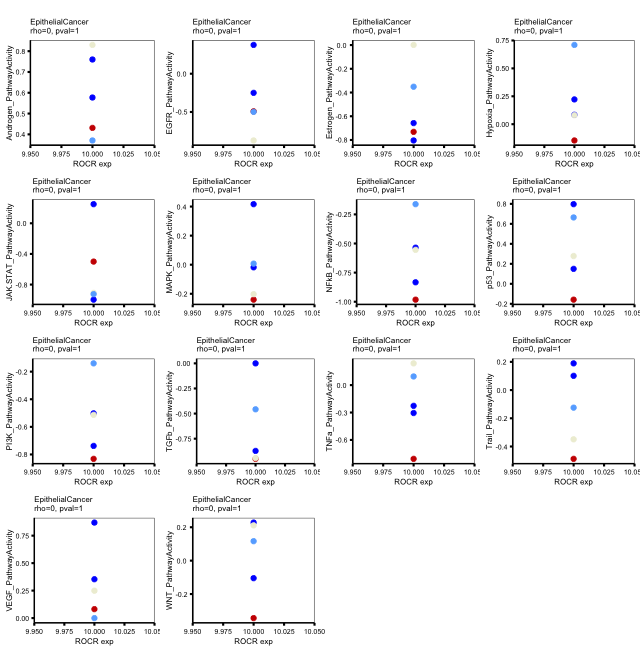 EpithelialCancer
rho=0, pval=1
Androgen_PathwayActivity
0.8
0.7
0.6
0.5
0.4
9.950 9.975 10.000 10.025 10.05
ROCR exp
EpithelialCancer
rho=0, pval=1
EGFR_PathwayActivity
0.0
-0.5
9.950 9.975 10.000 10.025 10.05
ROCR exp
EpithelialCancer
rho=0, pval=1
Estrogen_PathwayActivity
0.0
-0.2
-0.4
-0.6
-0.8
9.950 9.975 10.000 10.025 10.05
ROCR exp
EpithelialCancer
rho=0, pval=1
Hypoxia_PathwayActivity
0.75
0.50
0.25
0.00
9.950 9.975 10.000 10.025 10.05
ROCR exp
EpithelialCancer
rho=0, pval=1
JAK.STAT_PathwayActivity
0.0
-0.4
-0.8
9.950 9.975 10.000 10.025 10.05
ROCR exp
EpithelialCancer
rho=0, pval=1
MAPK_PathwayActivity
0.4
0.2
0.0
-0.2
9.950 9.975 10.000 10.025 10.05
ROCR exp
EpithelialCancer
rho=0, pval=1
NFkB_PathwayActivity
-0.25
-0.50
-0.75
-1.00
9.950 9.975 10.000 10.025 10.05
ROCR exp
EpithelialCancer
rho=0, pval=1
p53_PathwayActivity
0.8
0.6
0.4
0.2
0.0
-0.2
9.950 9.975 10.000 10.025 10.05
ROCR exp
EpithelialCancer
rho=0, pval=1
PI3K_PathwayActivity
-0.2
-0.4
-0.6
-0.8
9.950 9.975 10.000 10.025 10.05
ROCR exp
EpithelialCancer
rho=0, pval=1
TGFb_PathwayActivity
0.00
-0.25
-0.50
-0.75
9.950 9.975 10.000 10.025 10.05
ROCR exp
EpithelialCancer
rho=0, pval=1
TNFa_PathwayActivity
0.0
-0.3
-0.6
9.950 9.975 10.000 10.025 10.05
ROCR exp
EpithelialCancer
rho=0, pval=1
Trail_PathwayActivity
0.2
0.0
-0.2
-0.4
9.950 9.975 10.000 10.025 10.05
ROCR exp
EpithelialCancer
rho=0, pval=1
VEGF_PathwayActivity
0.75
0.50
0.25
0.00
9.950 9.975 10.000 10.025 10.05
ROCR exp
EpithelialCancer
rho=0, pval=1
WNT_PathwayActivity
0.2
0.0
-0.2
9.950 9.975 10.000 10.025 10.050
ROCR exp